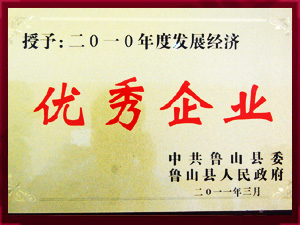 授予：二〇一〇年度发展经济
优秀企业
中共鲁山县委
鲁山县人民政府
二〇一一年三月